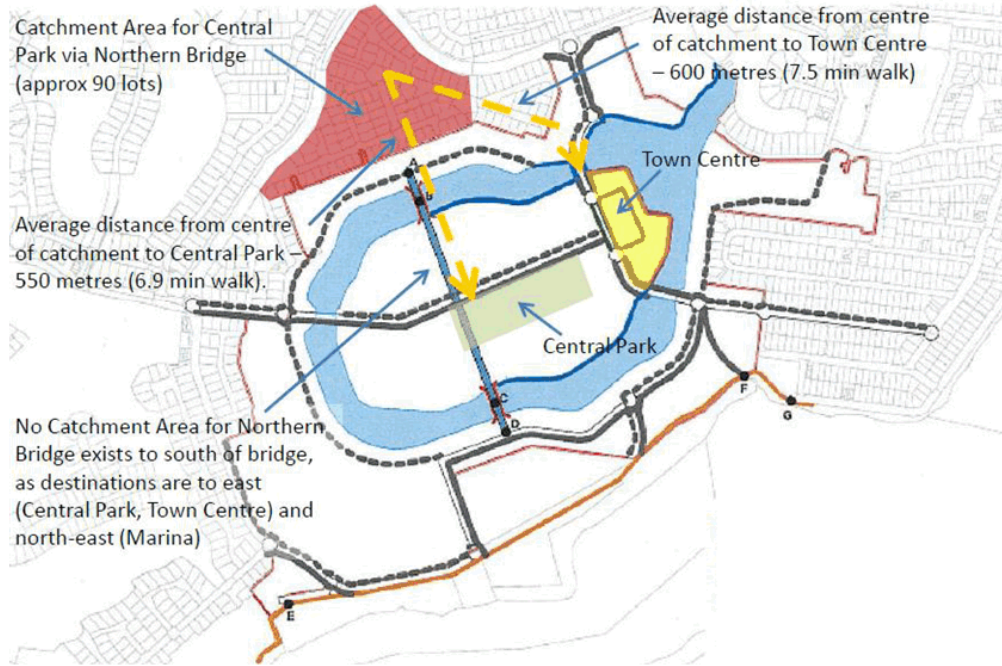 Catchment Area for Central
Park via Northern Bridge
(approx 90 lots)
Average distance from centre
of catchment to Town Centre
– 600 metres (7.5 min walk)
Town Centre
A
b
Average distance from centre
of catchment to Central Park –
550 metres (6.9 min walk).
Central Park
F
G
C
D
No Catchment Area for Northern
Bridge exists to south of bridge,
as destinations are to east
(Central Park, Town Centre) and
north-east (Marina)
E